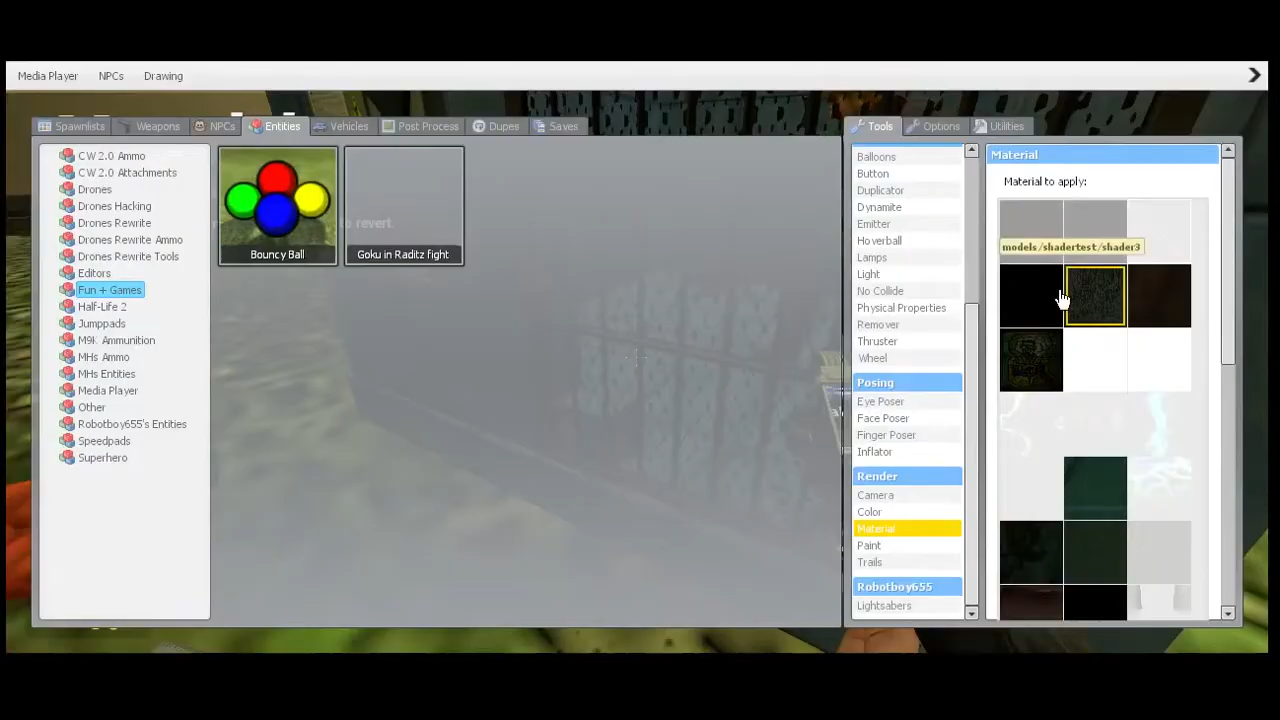 Media Player NPCs Drawing
Spawnlists Weapons NPCs Entities Vehicles Post Process Dupes Saves
Tools Options Utilities
CW 2.0 Ammo
CW 2.0 Attachments
Drones
Drones Hacking
Drones Rewrite
Drones Rewrite Ammo
Drones Rewrite Tools
Editors
Fun + Games
Half-Life 2
Jumppads
M9K Ammunition
MHs Ammo
MHs Entities
Media Player
Other
Robotboy655's Entities
Speedpads
Superhero
to revert.
Bouncy Ball
Goku in Raditz fight
Balloons
Button
Duplicator
Dynamite
Emitter
Hoverball
Lamps
Light
No Collide
Physical Properties
Remover
Thruster
Wheel
Posing
Eye Poser
Face Poser
Finger Poser
Inflator
Render
Camera
Color
Material
Paint
Trails
Robotboy655
Lightsabers
Material
Material to apply:
models/shadertest/shader3